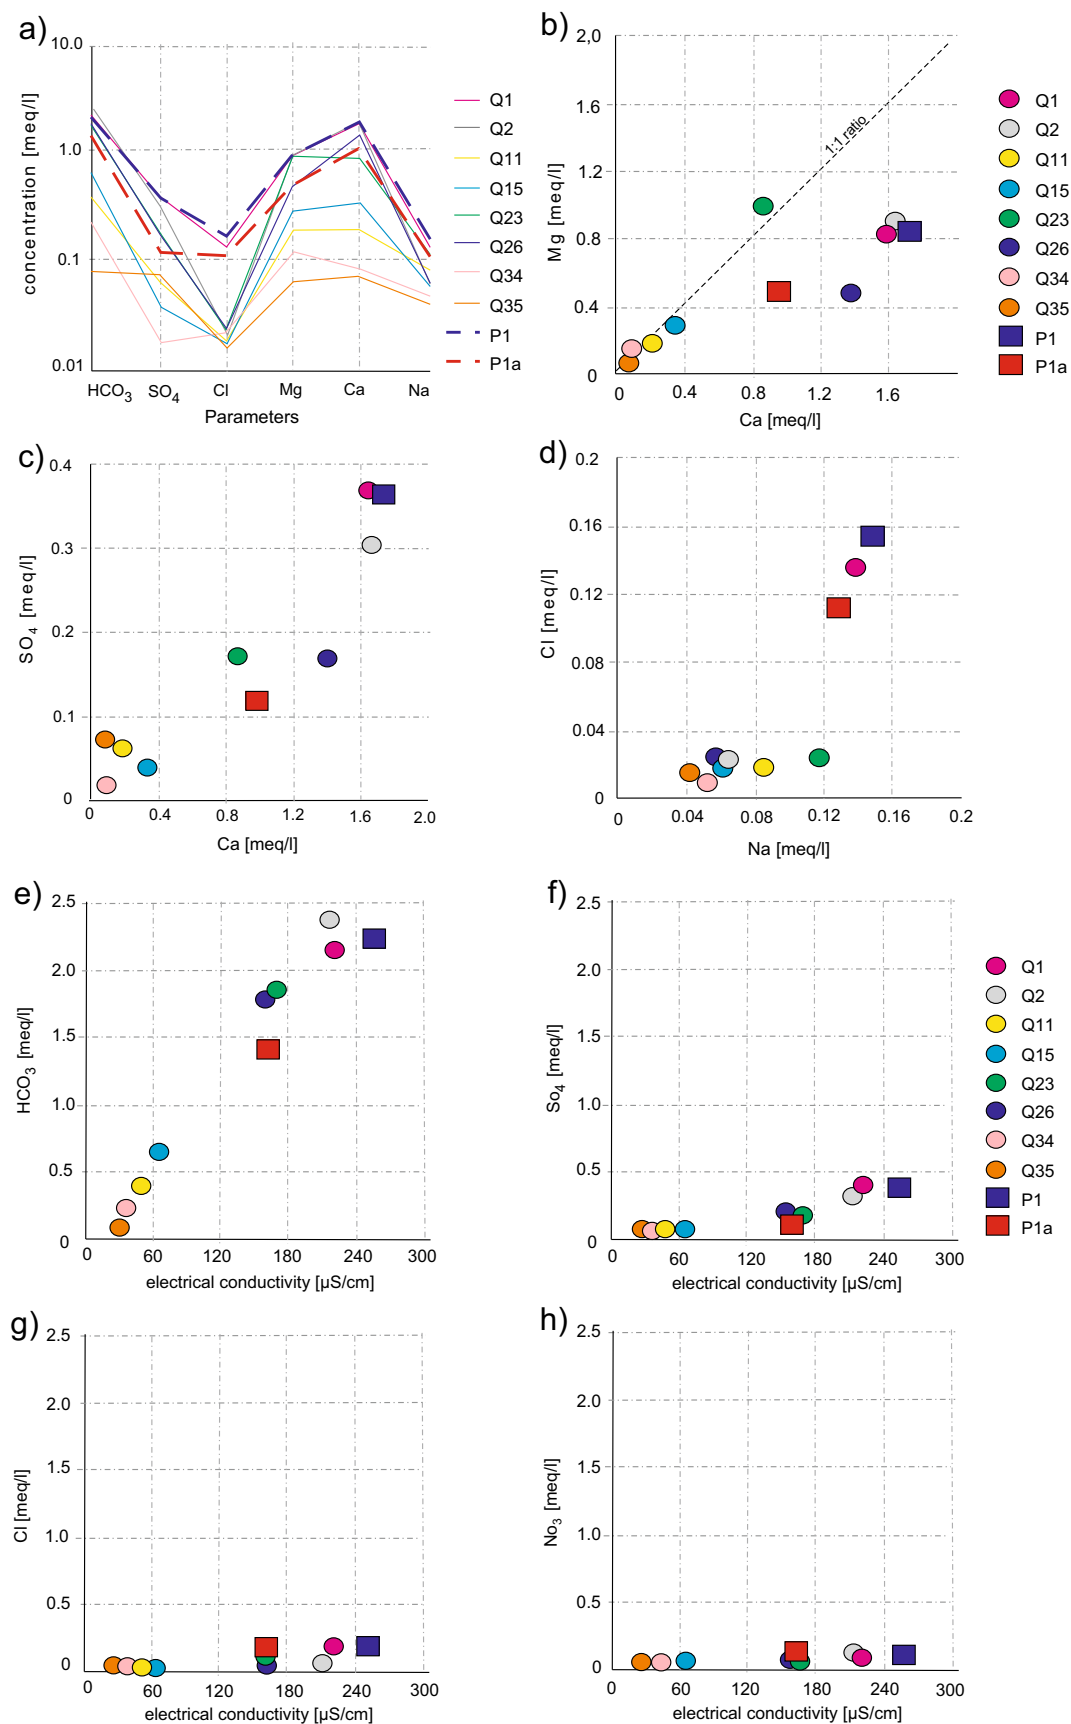 a)
10.0
1.0
0.1
0.01
concentration [meq/l]
HCO3 SO4 Cl Mg Ca Na
Parameters
Q1
Q2
Q11
Q15
Q23
Q26
Q34
Q35
P1
P1a
b)
2,0
1.6
1.2
0.8
0.4
0
Mg [meq/l]
1:1 ratio
0 0.4 0.8 1.2 1.6
Ca [meq/l]
Q1
Q2
Q11
Q15
Q23
Q26
Q34
Q35
P1
P1a
c)
0.4
0.3
0.2
0.1
0
SO4 [meq/l]
0 0.4 0.8 1.2 1.6 2.0
Ca [meq/l]
d)
0.2
0.16
0.12
0.08
0.04
0
Cl [meq/l]
0 0.04 0.08 0.12 0.16 0.2
Na [meq/l]
e)
2.5
2.0
1.5
1.0
0.5
0
HCO3 [meq/l]
0 60 120 180 240 300
electrical conductivity [µS/cm]
f)
2.5
2.0
1.5
1.0
0.5
0
So4 [meq/l]
0 60 120 180 240 300
electrical conductivity [µS/cm]
Q1
Q2
Q11
Q15
Q23
Q26
Q34
Q35
P1
P1a
g)
2.5
2.0
1.5
1.0
0.5
0
Cl [meq/l]
0 60 120 180 240 300
electrical conductivity [µS/cm]
h)
2.5
2.0
1.5
1.0
0.5
0
No3 [meq/l]
0 60 120 180 240 300
electrical conductivity [µS/cm]